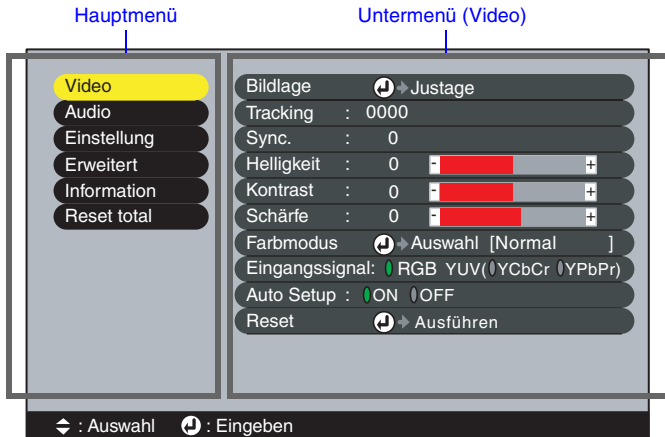 Hauptmenü Untermenü (Video)
Video
Audio
Einstellung
Erweitert
Information
Reset total
Bildlage Justage
Tracking : 0000
Sync. : 0
Helligkeit : 0 - +
Kontrast : 0 - +
Schärfe : 0 - +
Farbmodus Auswahl [Normal ]
Eingangssignal: RGB YUV( YCbCr YPbPr)
Auto Setup : ON OFF
Reset Ausführen
: Auswahl : Eingeben